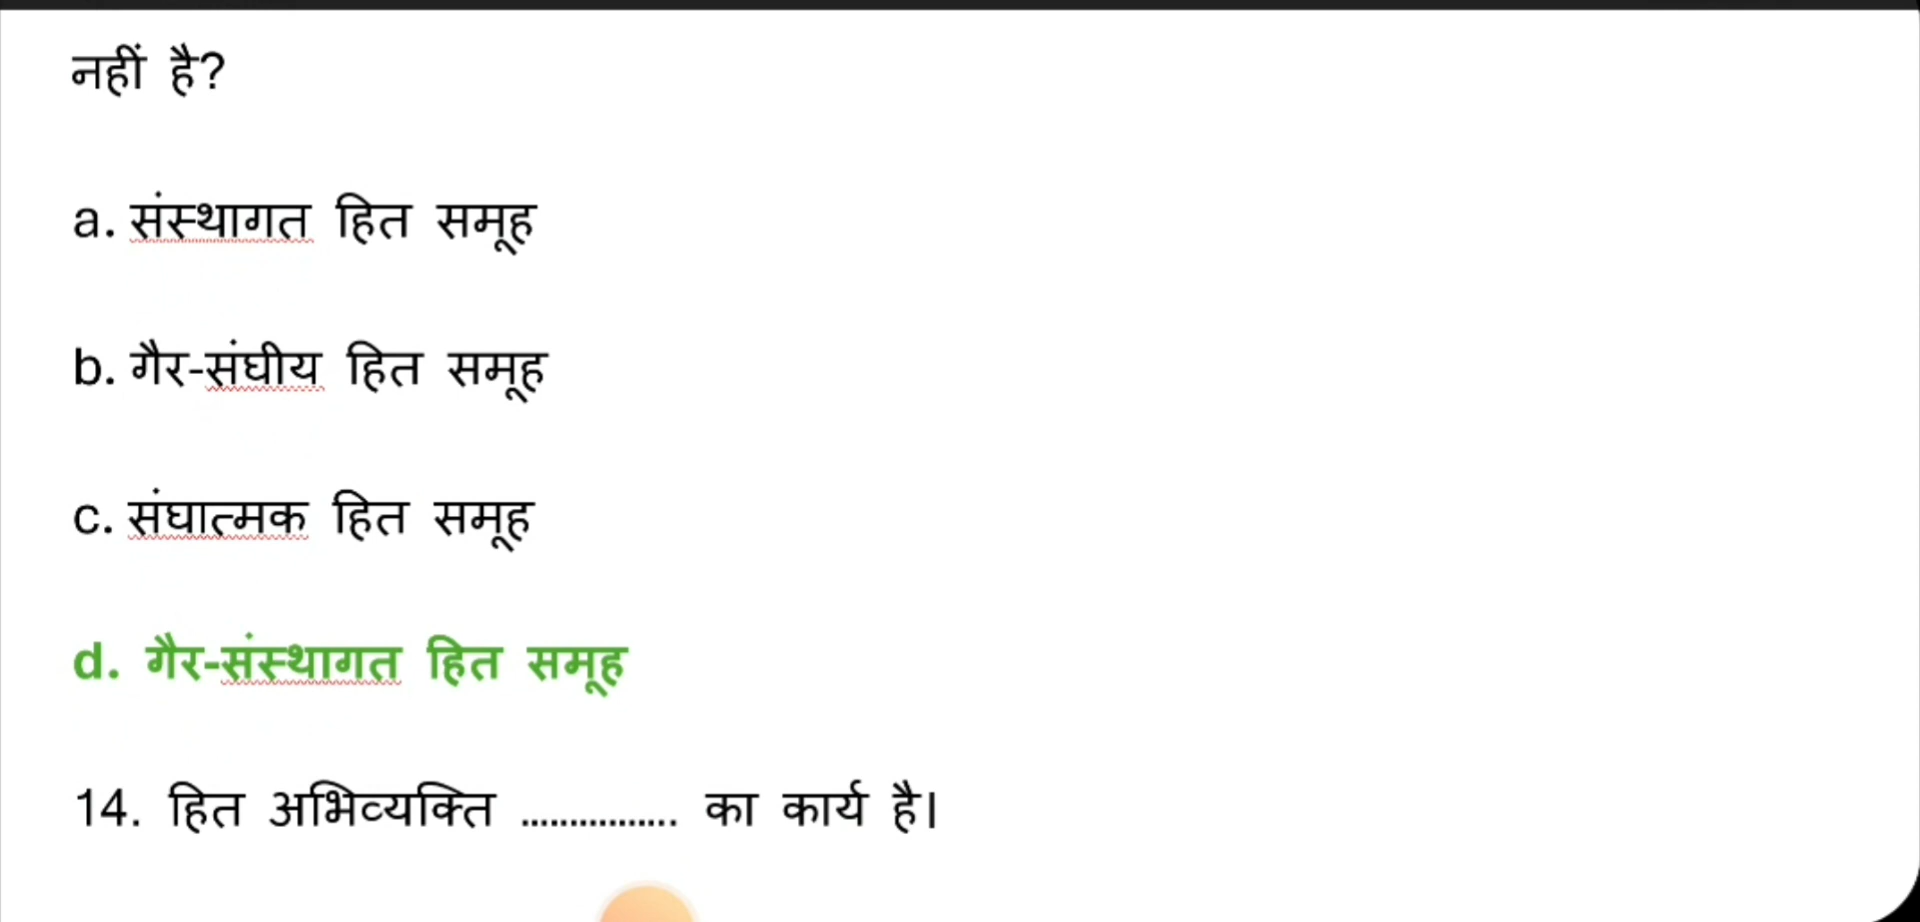 नहीं है?
a. संस्थागत हित समूह
b. गैर-संघीय हित समूह
c. संघात्मक हित समूह
d. गैर-संस्थागत हित समूह
14. हित अभिव्यक्ति ............... का कार्य है।